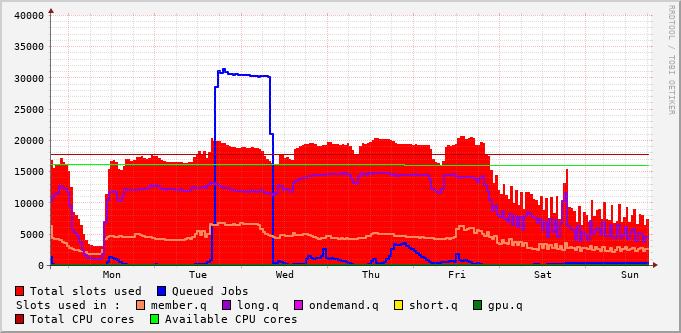 40000
35000
30000
25000
20000
15000
10000
5000
0
Mon Tue Wed Thu Fri Sat Sun
RRDTOOL / TOBI OETIKER
Total slots used Queued Jobs
Slots used in : member.q long.q ondemand.q short.q gpu.q
Total CPU cores Available CPU cores